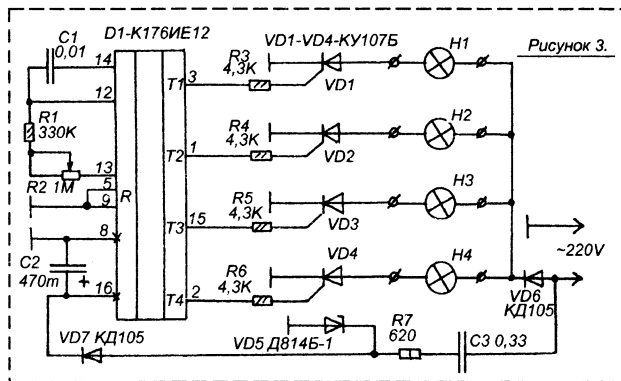 D1-К176ИЕ12
C1
0,01
14
12
R1
330K
R2 1M
13
5
9
R
8
C2
470m
+
16
T1
3
T2
1
T3
15
T4
2
R3
4,3K
R4
4,3K
R5
4,3K
R6
4,3K
VD1-VD4-КУ107Б
VD1
VD2
VD3
VD4
H1
H2
H3
H4
Рисунок 3.
~220V
VD6
КД105
VD7 КД105
VD5 Д814Б-1
R7
620
C3 0,33